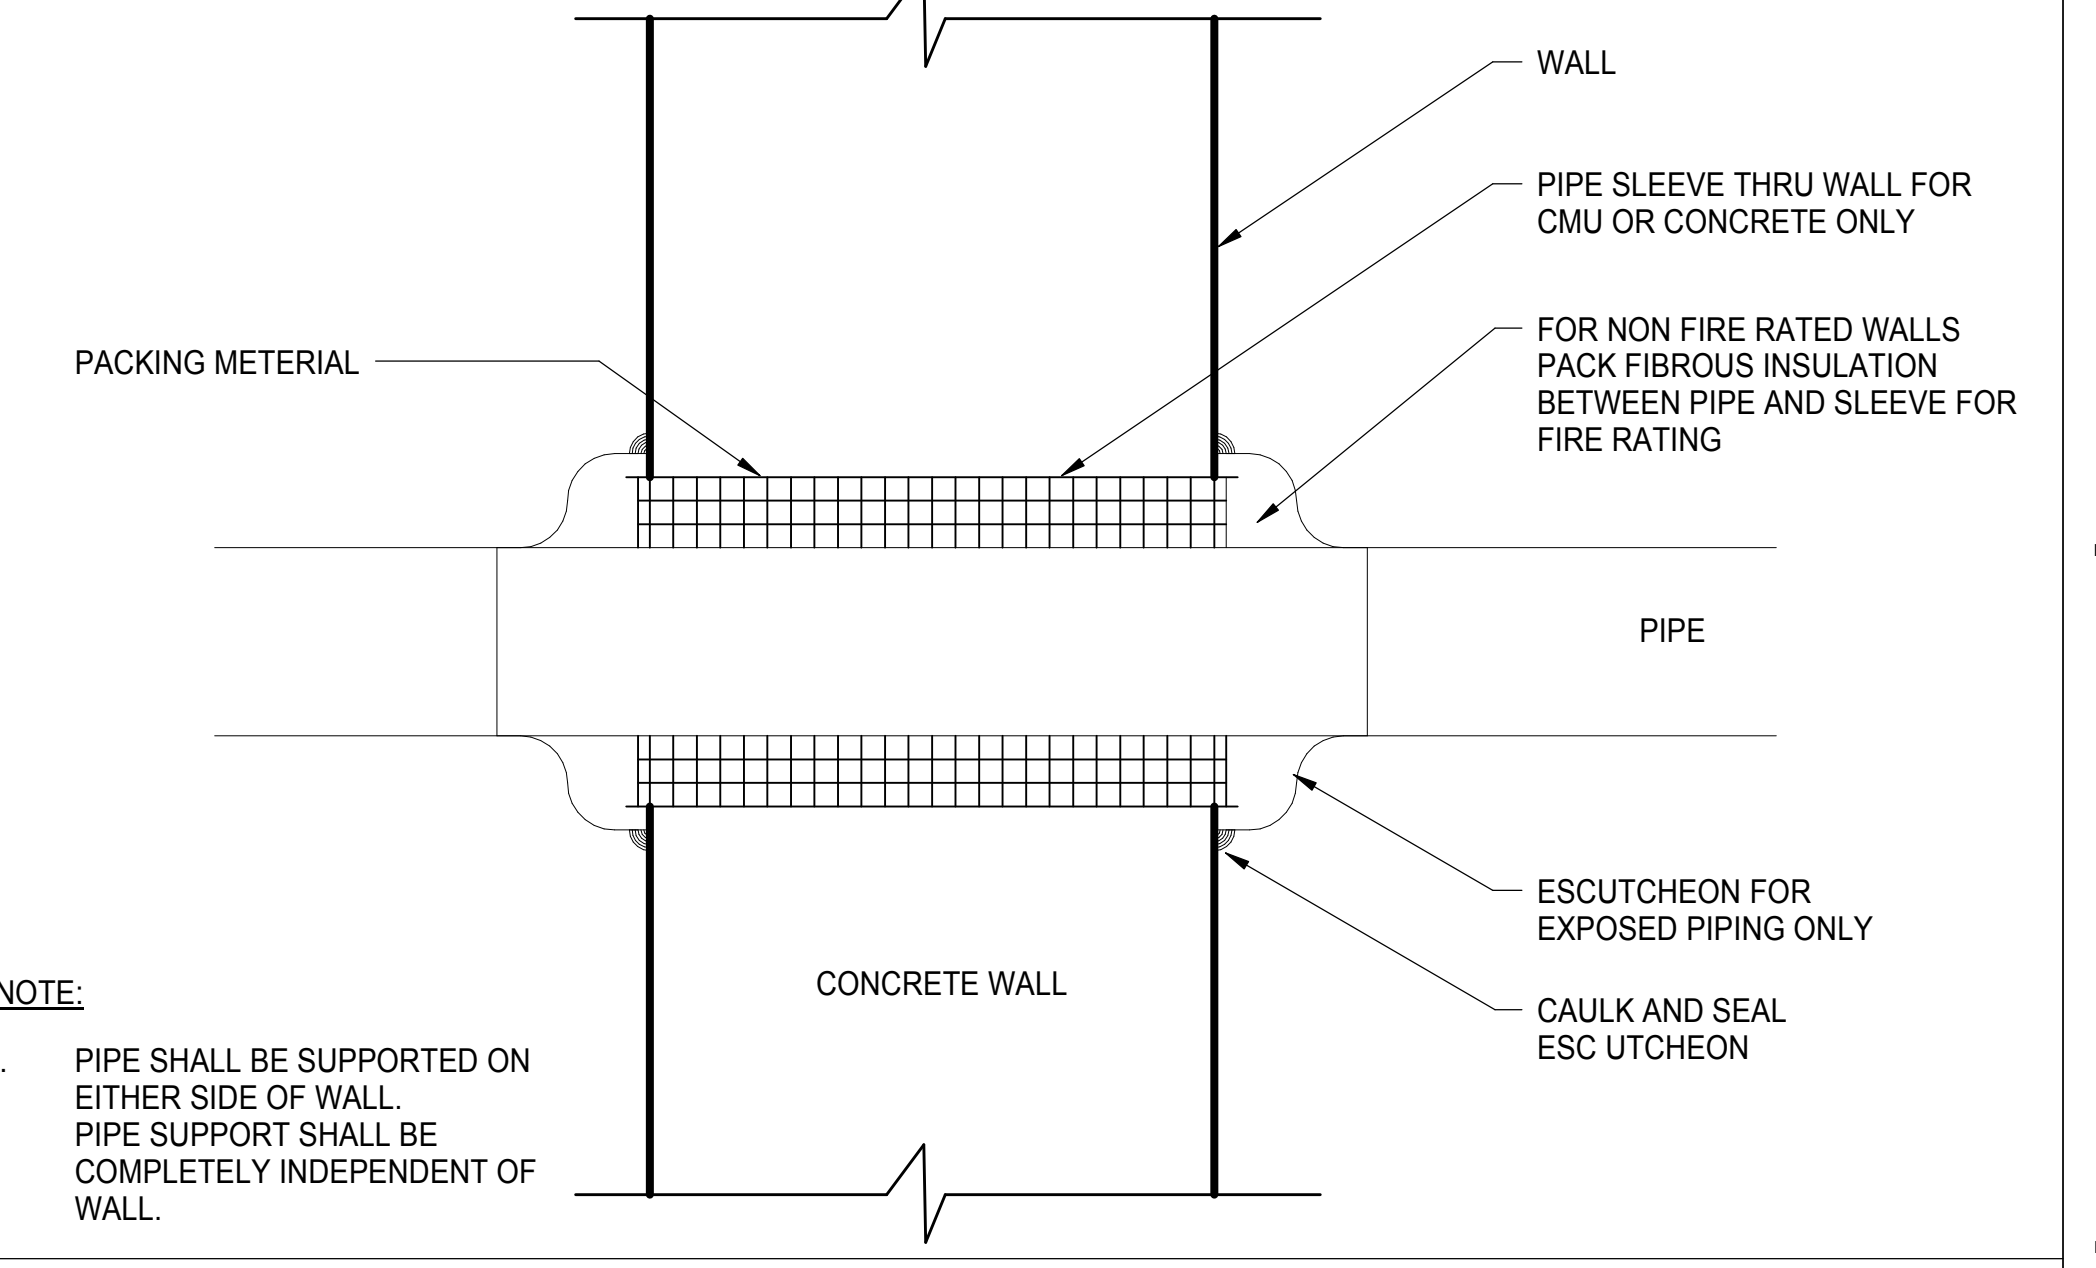 WALL
PIPE SLEEVE THRU WALL FOR
CMU OR CONCRETE ONLY
FOR NON FIRE RATED WALLS
PACK FIBROUS INSULATION
BETWEEN PIPE AND SLEEVE FOR
FIRE RATING
PACKING METERIAL
PIPE
ESCUTCHEON FOR
EXPOSED PIPING ONLY
CONCRETE WALL
CAULK AND SEAL
ESC UTCHEON
NOTE:
. PIPE SHALL BE SUPPORTED ON
EITHER SIDE OF WALL.
PIPE SUPPORT SHALL BE
COMPLETELY INDEPENDENT OF
WALL.